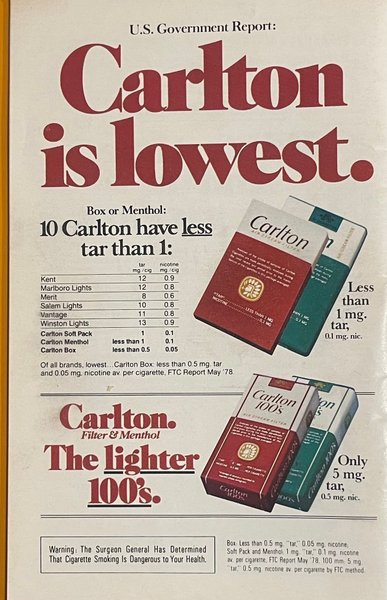 U.S. Government Report:
Carlton
is lowest.
Box or Menthol:
10 Carlton have less
tar than 1:
tar mg./cig nicotine mg./cig
Kent 12 0.9
Marlboro Lights 12 0.8
Merit 8 0.6
Salem Lights 10 0.8
Vantage 11 0.8
Winston Lights 13 0.9
Carlton Soft Pack 1 0.1
Carlton Menthol less than 1 0.1
Carlton Box less than 0.5 0.05
Of all brands, lowest...Carlton Box: less than 0.5 mg. tar
and 0.05 mg. nicotine av. per cigarette, FTC Report May '78.
Carlton
Less
than
1 mg.
tar,
0.1 mg. nic.
Carlton.
Filter & Menthol
The lighter
100's.
Carlton
100's
Carlton
100's
Only
5 mg.
tar,
0.5 mg. nic.
Warning: The Surgeon General Has Determined
That Cigarette Smoking Is Dangerous to Your Health.
Box: Less than 0.5 mg. "tar", 0.05 mg. nicotine;
Soft Pack and Menthol: 1 mg. "tar", 0.1 mg. nicotine
av. per cigarette, FTC Report May '78. 100 mm: 5 mg.
"tar", 0.5 mg. nicotine av. per cigarette by FTC method.